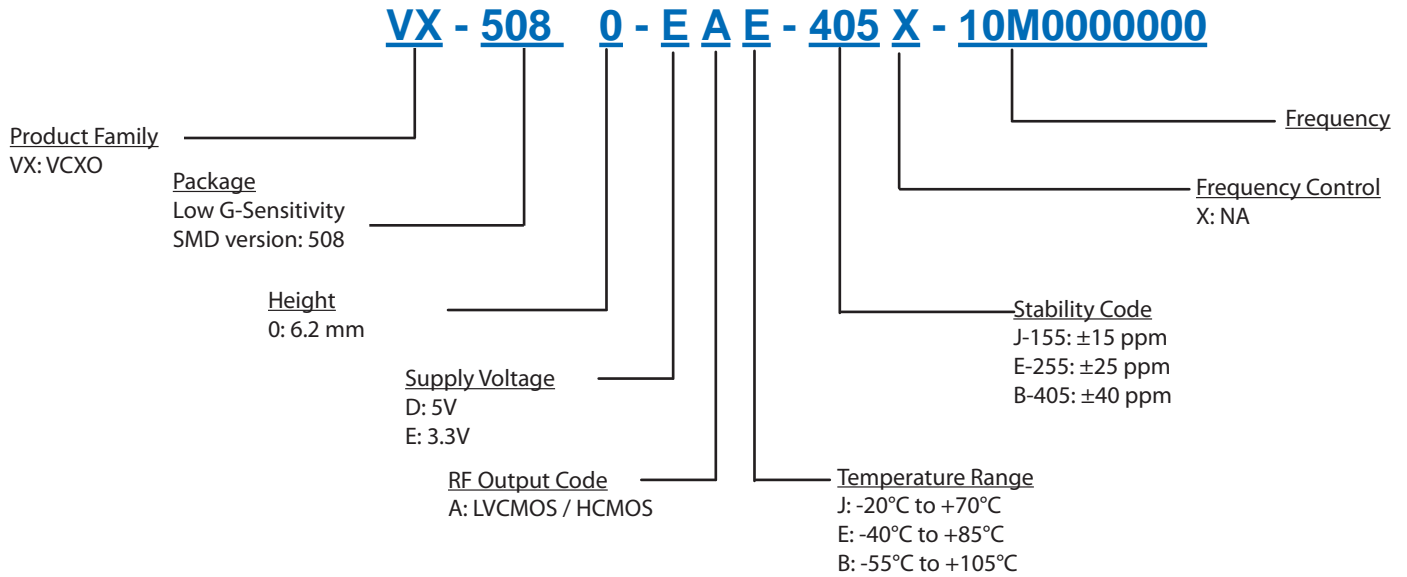 VX - 508 0 - E A E - 405 X - 10M0000000
Product Family
VX: VCXO
Package
Low G-Sensitivity
SMD version: 508
Height
0: 6.2 mm
Supply Voltage
D: 5V
E: 3.3V
RF Output Code
A: LVCMOS / HCMOS
Temperature Range
J: -20°C to +70°C
E: -40°C to +85°C
B: -55°C to +105°C
Stability Code
J-155: ±15 ppm
E-255: ±25 ppm
B-405: ±40 ppm
Frequency Control
X: NA
Frequency